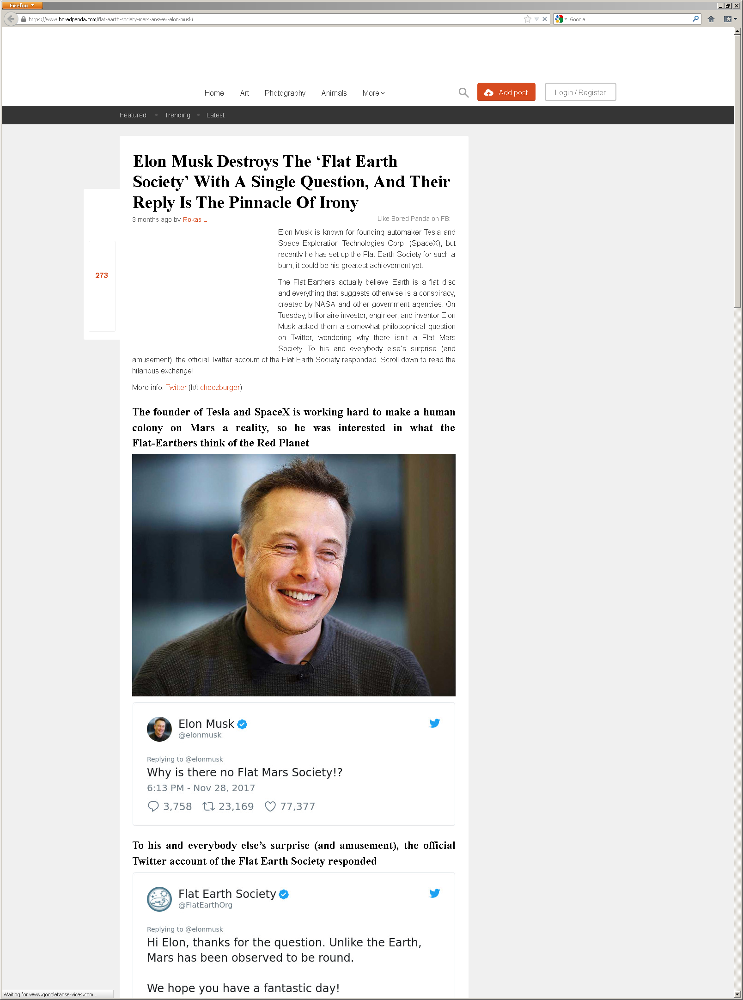 Firefox
https://www.boredpanda.com/flat-earth-society-mars-answer-elon-musk/
Google
Home Art Photography Animals More
Add post
Login / Register
Featured • Trending • Latest
Elon Musk Destroys The ‘Flat Earth
Society’ With A Single Question, And Their
Reply Is The Pinnacle Of Irony
3 months ago by Rokas L
Like Bored Panda on FB:
273
Elon Musk is known for founding automaker Tesla and
Space Exploration Technologies Corp. (SpaceX), but
recently he has set up the Flat Earth Society for such a
burn, it could be his greatest achievement yet.
The Flat-Earthers actually believe Earth is a flat disc
and everything that suggests otherwise is a conspiracy,
created by NASA and other government agencies. On
Tuesday, billionaire investor, engineer, and inventor Elon
Musk asked them a somewhat philosophical question
on Twitter, wondering why there isn’t a Flat Mars
Society. To his and everybody else’s surprise (and
amusement), the official Twitter account of the Flat Earth Society responded. Scroll down to read the
hilarious exchange!
More info: Twitter (h/t cheezburger)
The founder of Tesla and SpaceX is working hard to make a human
colony on Mars a reality, so he was interested in what the
Flat-Earthers think of the Red Planet
Elon Musk
@elonmusk
Replying to @elonmusk
Why is there no Flat Mars Society!?
6:13 PM - Nov 28, 2017
3,758 23,169 77,377
To his and everybody else’s surprise (and amusement), the official
Twitter account of the Flat Earth Society responded
Flat Earth Society
@FlatEarthOrg
Replying to @elonmusk
Hi Elon, thanks for the question. Unlike the Earth,
Mars has been observed to be round.
We hope you have a fantastic day!
Waiting for www.googletagservices.com...